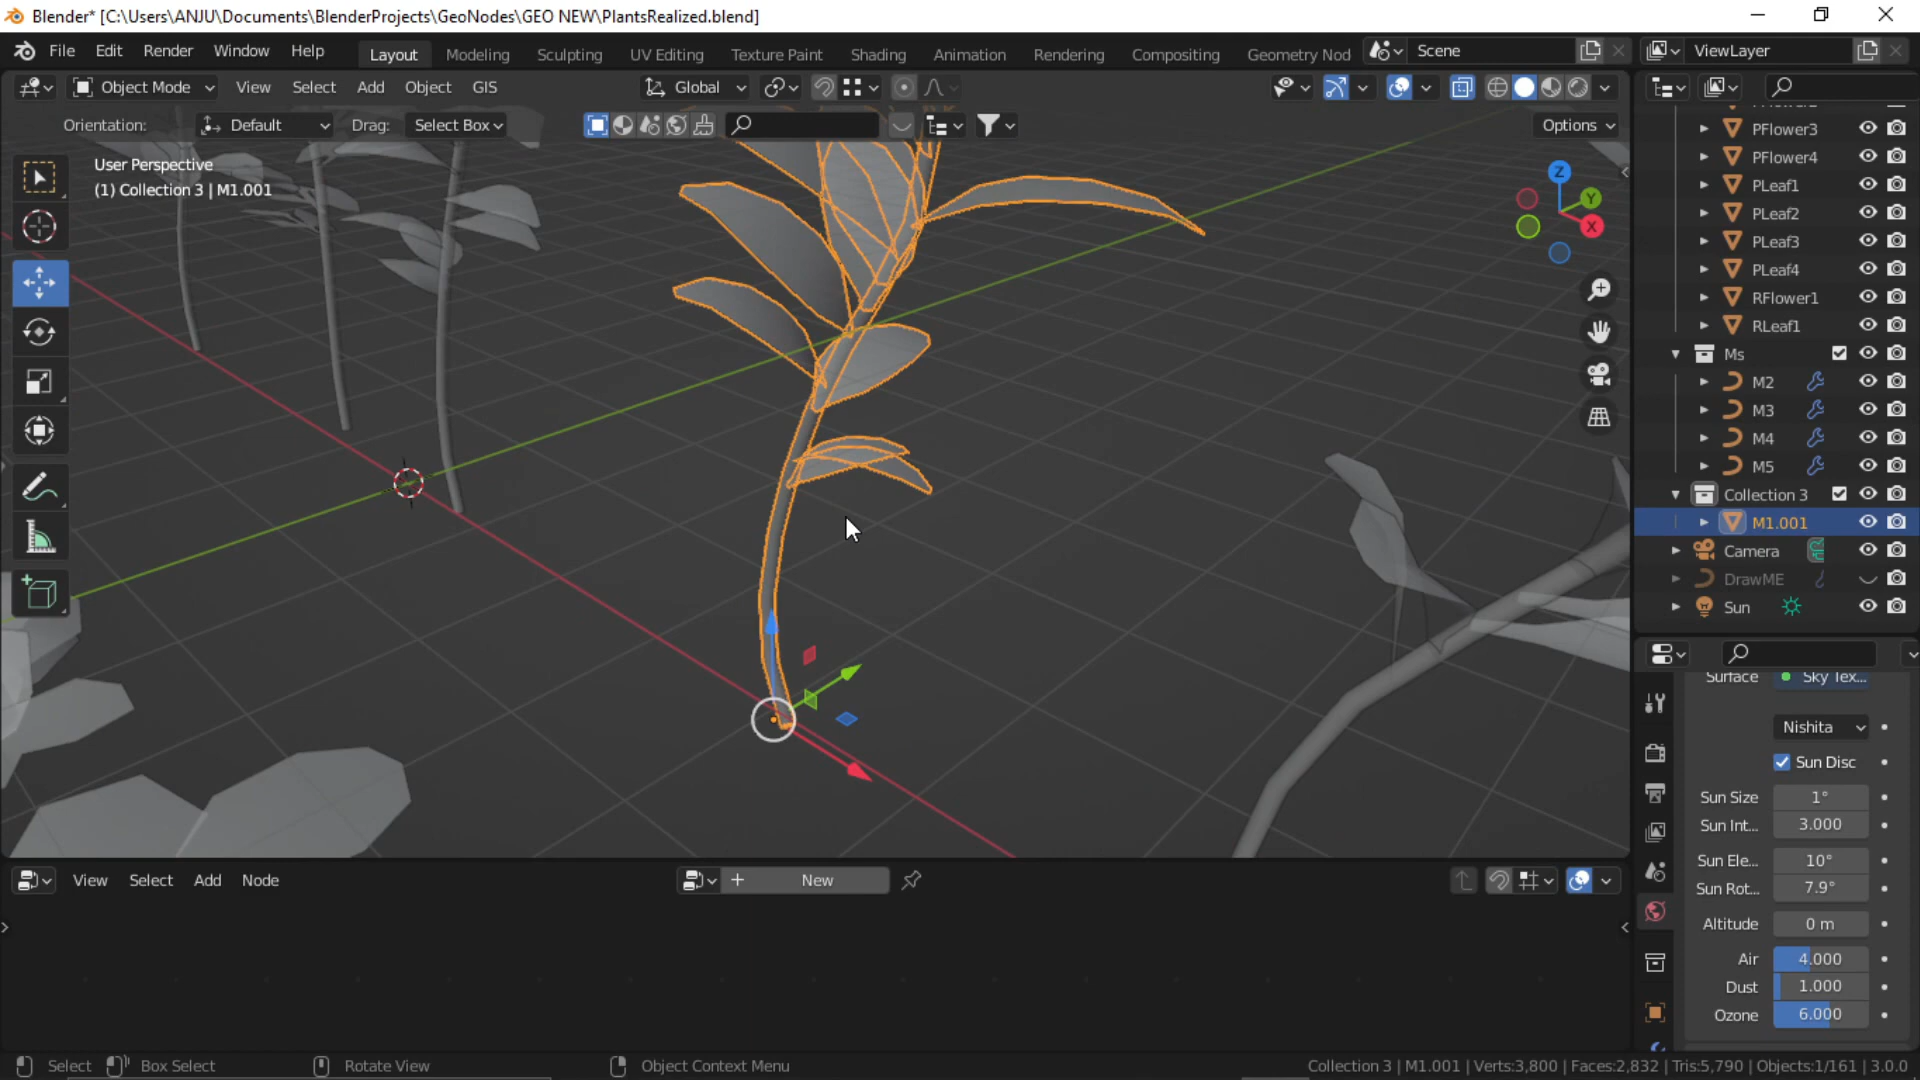 Blender* [C:\Users\ANJU\Documents\BlenderProjects\GeoNodes\GEO NEW\PlantsRealized.blend]
File Edit Render Window Help Layout Modeling Sculpting UV Editing Texture Paint Shading Animation Rendering Compositing Geometry Nod Scene ViewLayer
Object Mode View Select Add Object GIS Global
Orientation: Default Drag: Select Box Options
User Perspective
(1) Collection 3 | M1.001
Z
Y
X
PFlower3
PFlower4
PLeaf1
PLeaf2
PLeaf3
PLeaf4
RFlower1
RLeaf1
Ms
M2
M3
M4
M5
Collection 3
M1.001
Camera
DrawME
Sun
Surface Sky Tex...
Nishita
Sun Disc
Sun Size 1°
Sun Int... 3.000
Sun Ele... 10°
Sun Rot... 7.9°
Altitude 0 m
Air 4.000
Dust 1.000
Ozone 6.000
View Select Add Node New
Select Box Select Rotate View Object Context Menu Collection 3 | M1.001 | Verts:3,800 | Faces:2,832 | Tris:5,790 | Objects:1/161 | 3.0.0